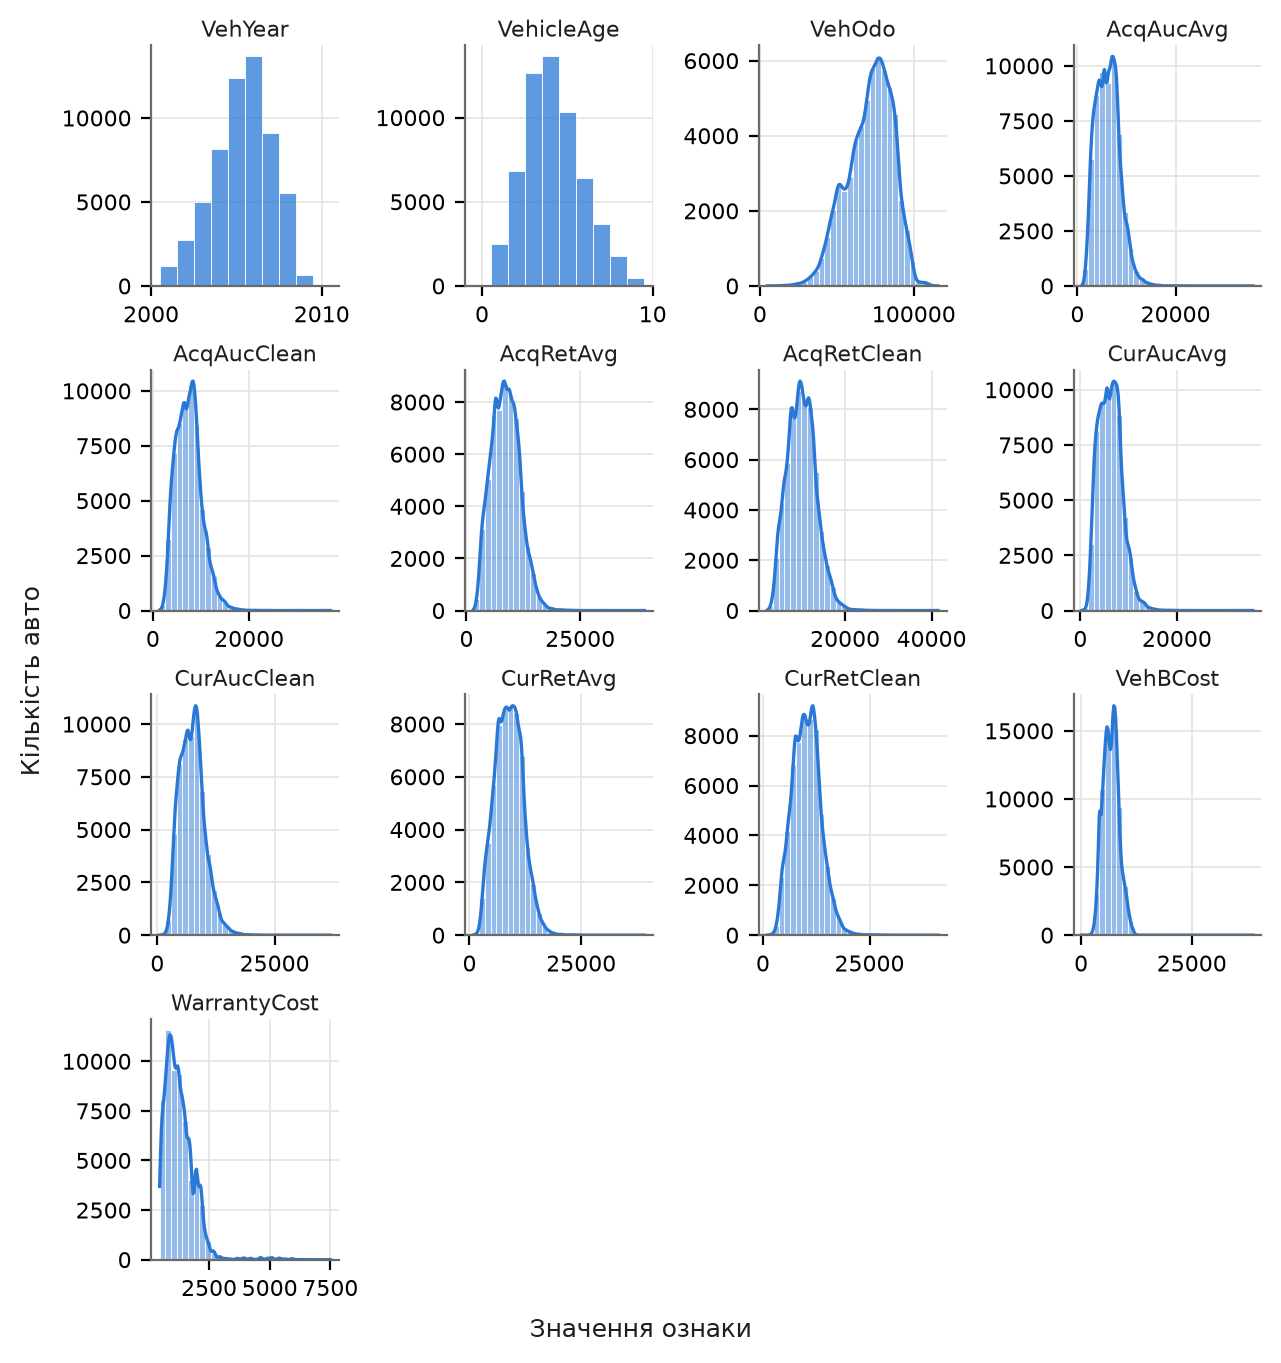 VehYear VehicleAge VehOdo AcqAucAvg
10000 5000 0
2000 2010
10000 5000 0
0 10
6000 4000 2000 0
0 100000
10000 7500 5000 2500 0
0 20000
AcqAucClean AcqRetAvg AcqRetClean CurAucAvg
10000 7500 5000 2500 0
0 20000
8000 6000 4000 2000 0
0 25000
8000 6000 4000 2000 0
20000 40000
10000 7500 5000 2500 0
0 20000
CurAucClean CurRetAvg CurRetClean VehBCost
10000 7500 5000 2500 0
0 25000
8000 6000 4000 2000 0
0 25000
8000 6000 4000 2000 0
0 25000
15000 10000 5000 0
0 25000
WarrantyCost
10000 7500 5000 2500 0
2500 5000 7500
Кількість авто
Значення ознаки